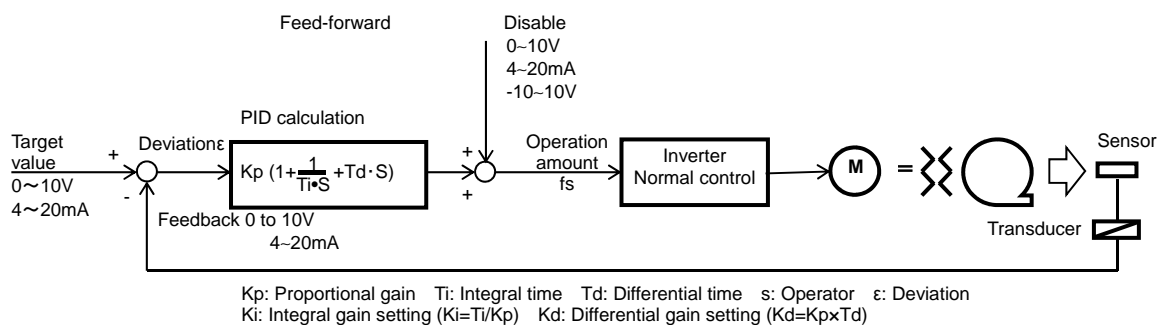 Feed-forward
Disable
0~10V
4~20mA
-10~10V
PID calculation
Target
value
0～10V
4～20mA
+
-
Deviationε
Kp (1+ 1/Ti•S +Td･S)
+
+
Operation
amount
fs
Inverter
Normal control
M
=
Sensor
Transducer
Feedback 0 to 10V
4~20mA
Kp: Proportional gain Ti: Integral time Td: Differential time s: Operator ε: Deviation
Ki: Integral gain setting (Ki=Ti/Kp) Kd: Differential gain setting (Kd=Kp×Td)